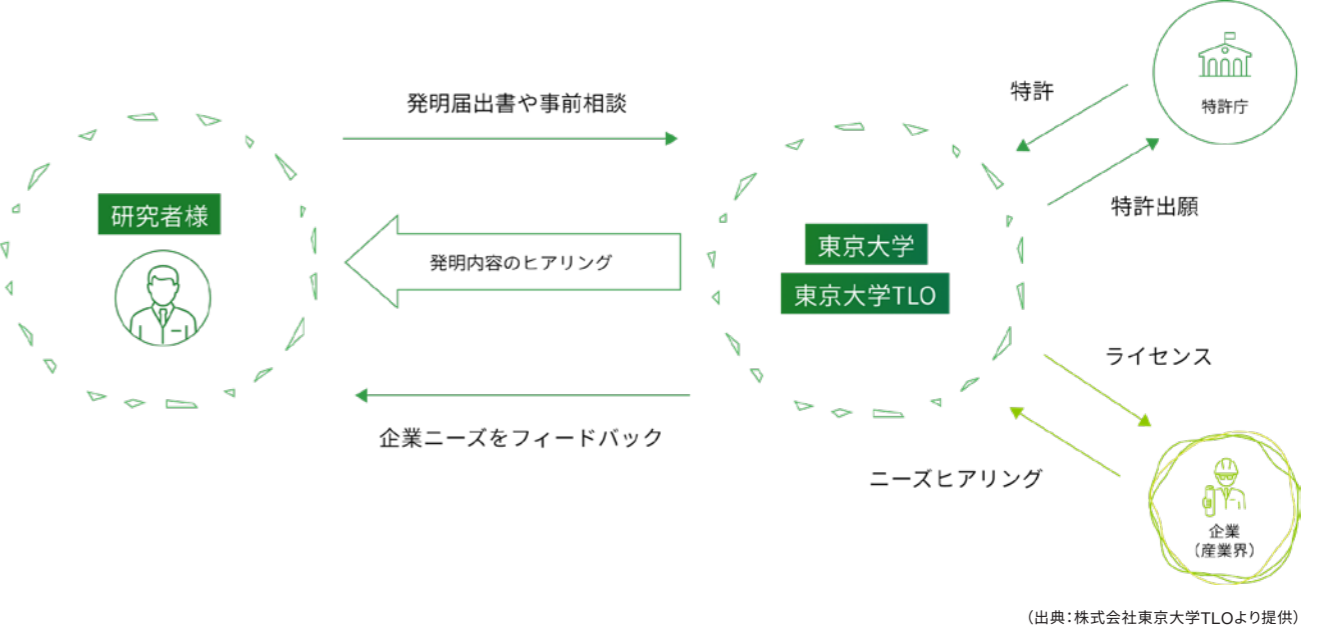 発明届出書や事前相談
研究者様
発明内容のヒアリング
企業ニーズをフィードバック
東京大学
東京大学TLO
特許
特許庁
特許出願
ライセンス
ニーズヒアリング
企業
（産業界）
（出典：株式会社東京大学TLOより提供）